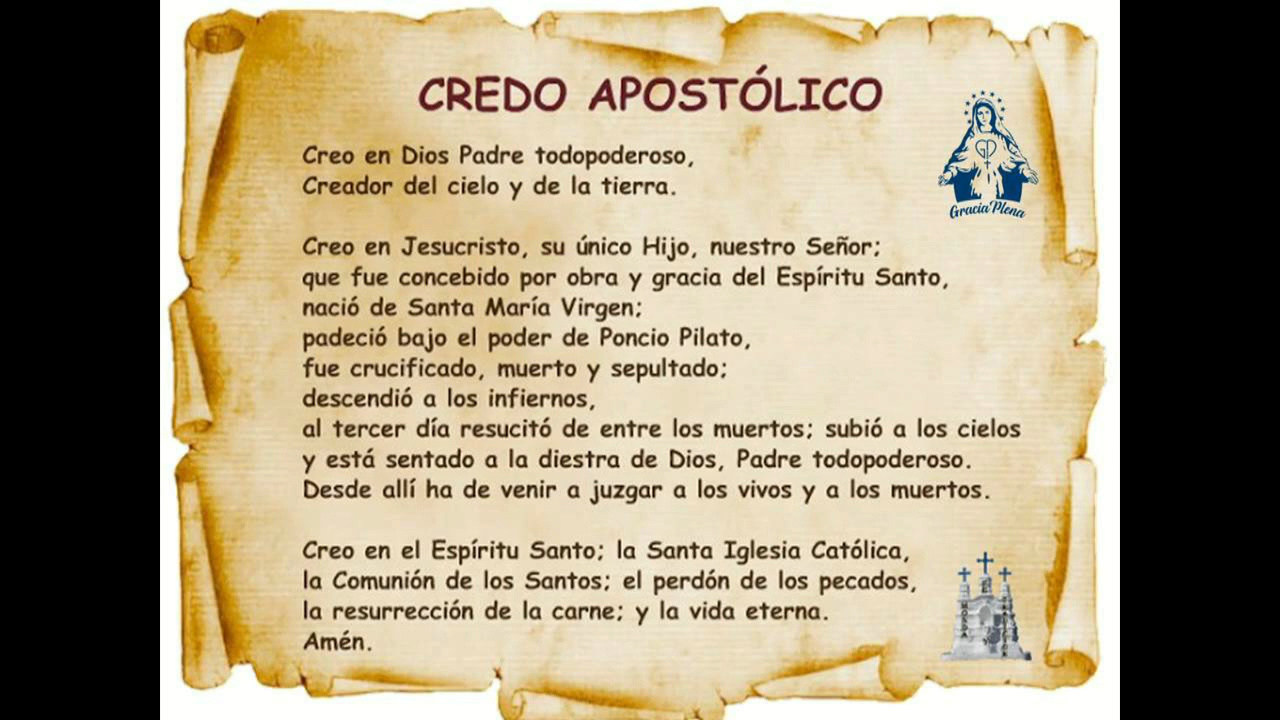 CREDO APOSTÓLICO
Creo en Dios Padre todopoderoso,
Creador del cielo y de la tierra.
Gracia Plena
Creo en Jesucristo, su único Hijo, nuestro Señor;
que fue concebido por obra y gracia del Espíritu Santo,
nació de Santa María Virgen;
padeció bajo el poder de Poncio Pilato,
fue crucificado, muerto y sepultado;
descendió a los infiernos,
al tercer día resucitó de entre los muertos; subió a los cielos
y está sentado a la diestra de Dios, Padre todopoderoso.
Desde allí ha de venir a juzgar a los vivos y a los muertos.
Creo en el Espíritu Santo; la Santa Iglesia Católica,
la Comunión de los Santos; el perdón de los pecados,
la resurrección de la carne; y la vida eterna.
Amén.